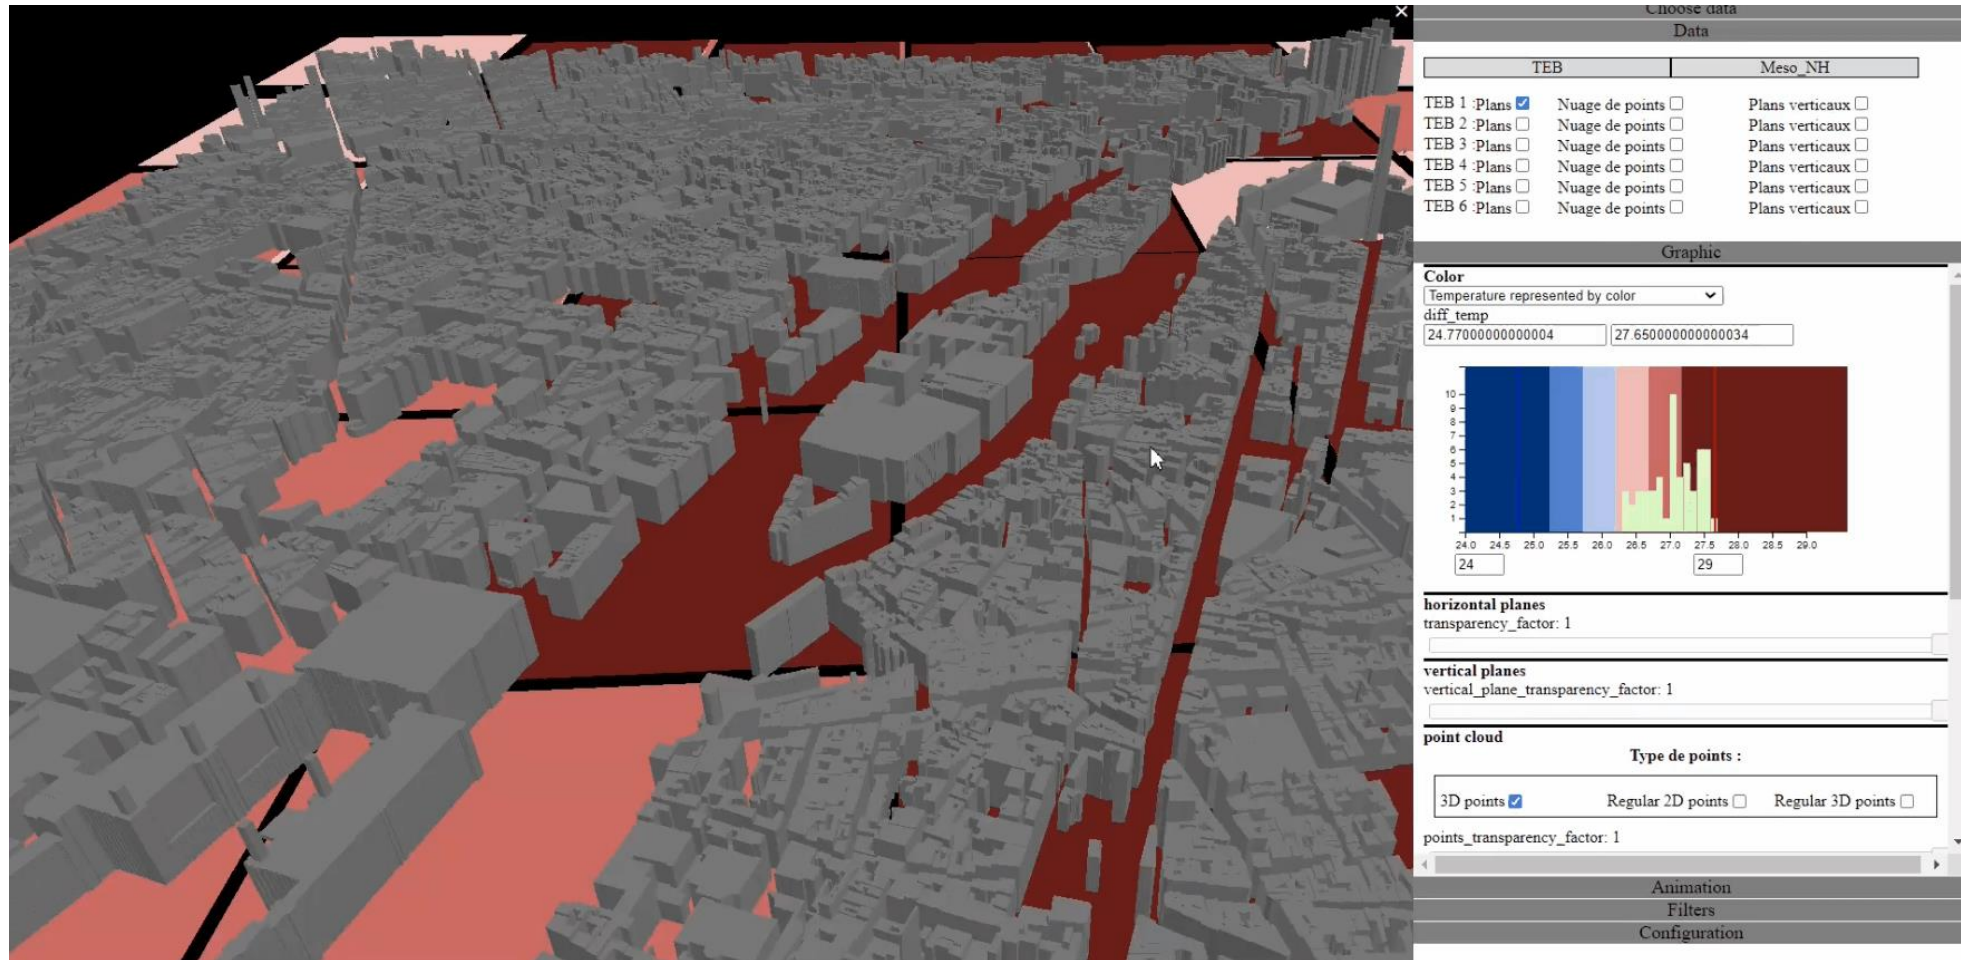 ×
Choose data
Data
TEB Meso_NH
TEB 1 :Plans Nuage de points Plans verticaux
TEB 2 :Plans Nuage de points Plans verticaux
TEB 3 :Plans Nuage de points Plans verticaux
TEB 4 :Plans Nuage de points Plans verticaux
TEB 5 :Plans Nuage de points Plans verticaux
TEB 6 :Plans Nuage de points Plans verticaux
Graphic
Color
Temperature represented by color
diff_temp
24.77000000000004 27.650000000000034
10
9
8
7
6
5
4
3
2
1
24.0 24.5 25.0 25.5 26.0 26.5 27.0 27.5 28.0 28.5 29.0
24 29
horizontal planes
transparency_factor: 1
vertical planes
vertical_plane_transparency_factor: 1
point cloud
Type de points :
3D points Regular 2D points Regular 3D points
points_transparency_factor: 1
Animation
Filters
Configuration